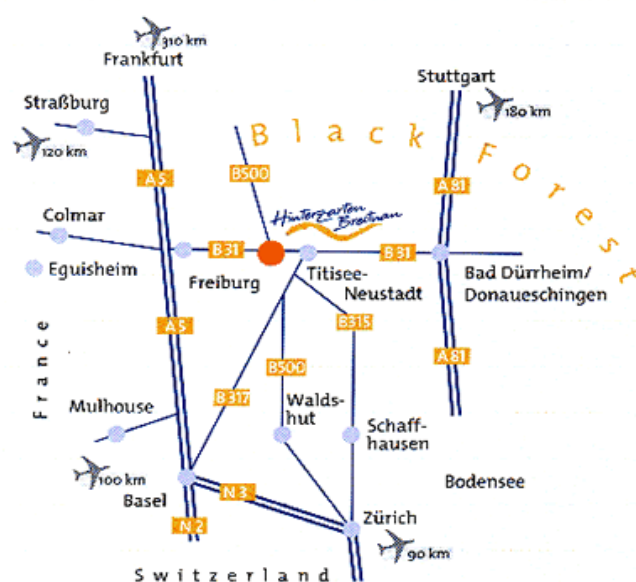 310 km
Frankfurt
Stuttgart
180 km
Straßburg
120 km
Black Forest
B500
A5
A81
Hinterzarten
Breitnau
Colmar
B31
B31
Eguisheim
Freiburg
Titisee-
Neustadt
Bad Dürrheim/
Donaueschingen
France
A5
B315
A81
B500
B317
Mulhouse
Walds-
hut
Schaff-
hausen
100 km
Basel
N3
Bodensee
N2
Zürich
90 km
Switzerland